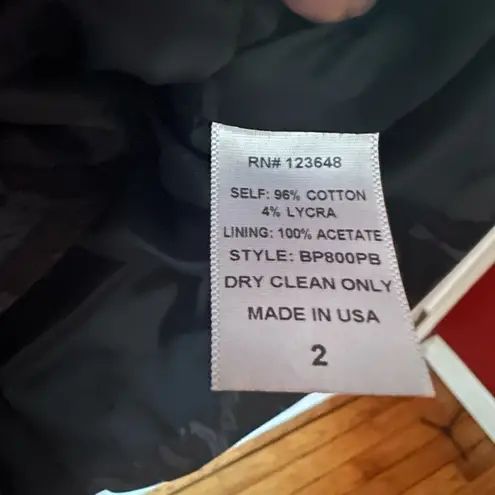 RN# 123648
SELF: 96% COTTON
4% LYCRA
LINING: 100% ACETATE
STYLE: BP800PB
DRY CLEAN ONLY
MADE IN USA
2